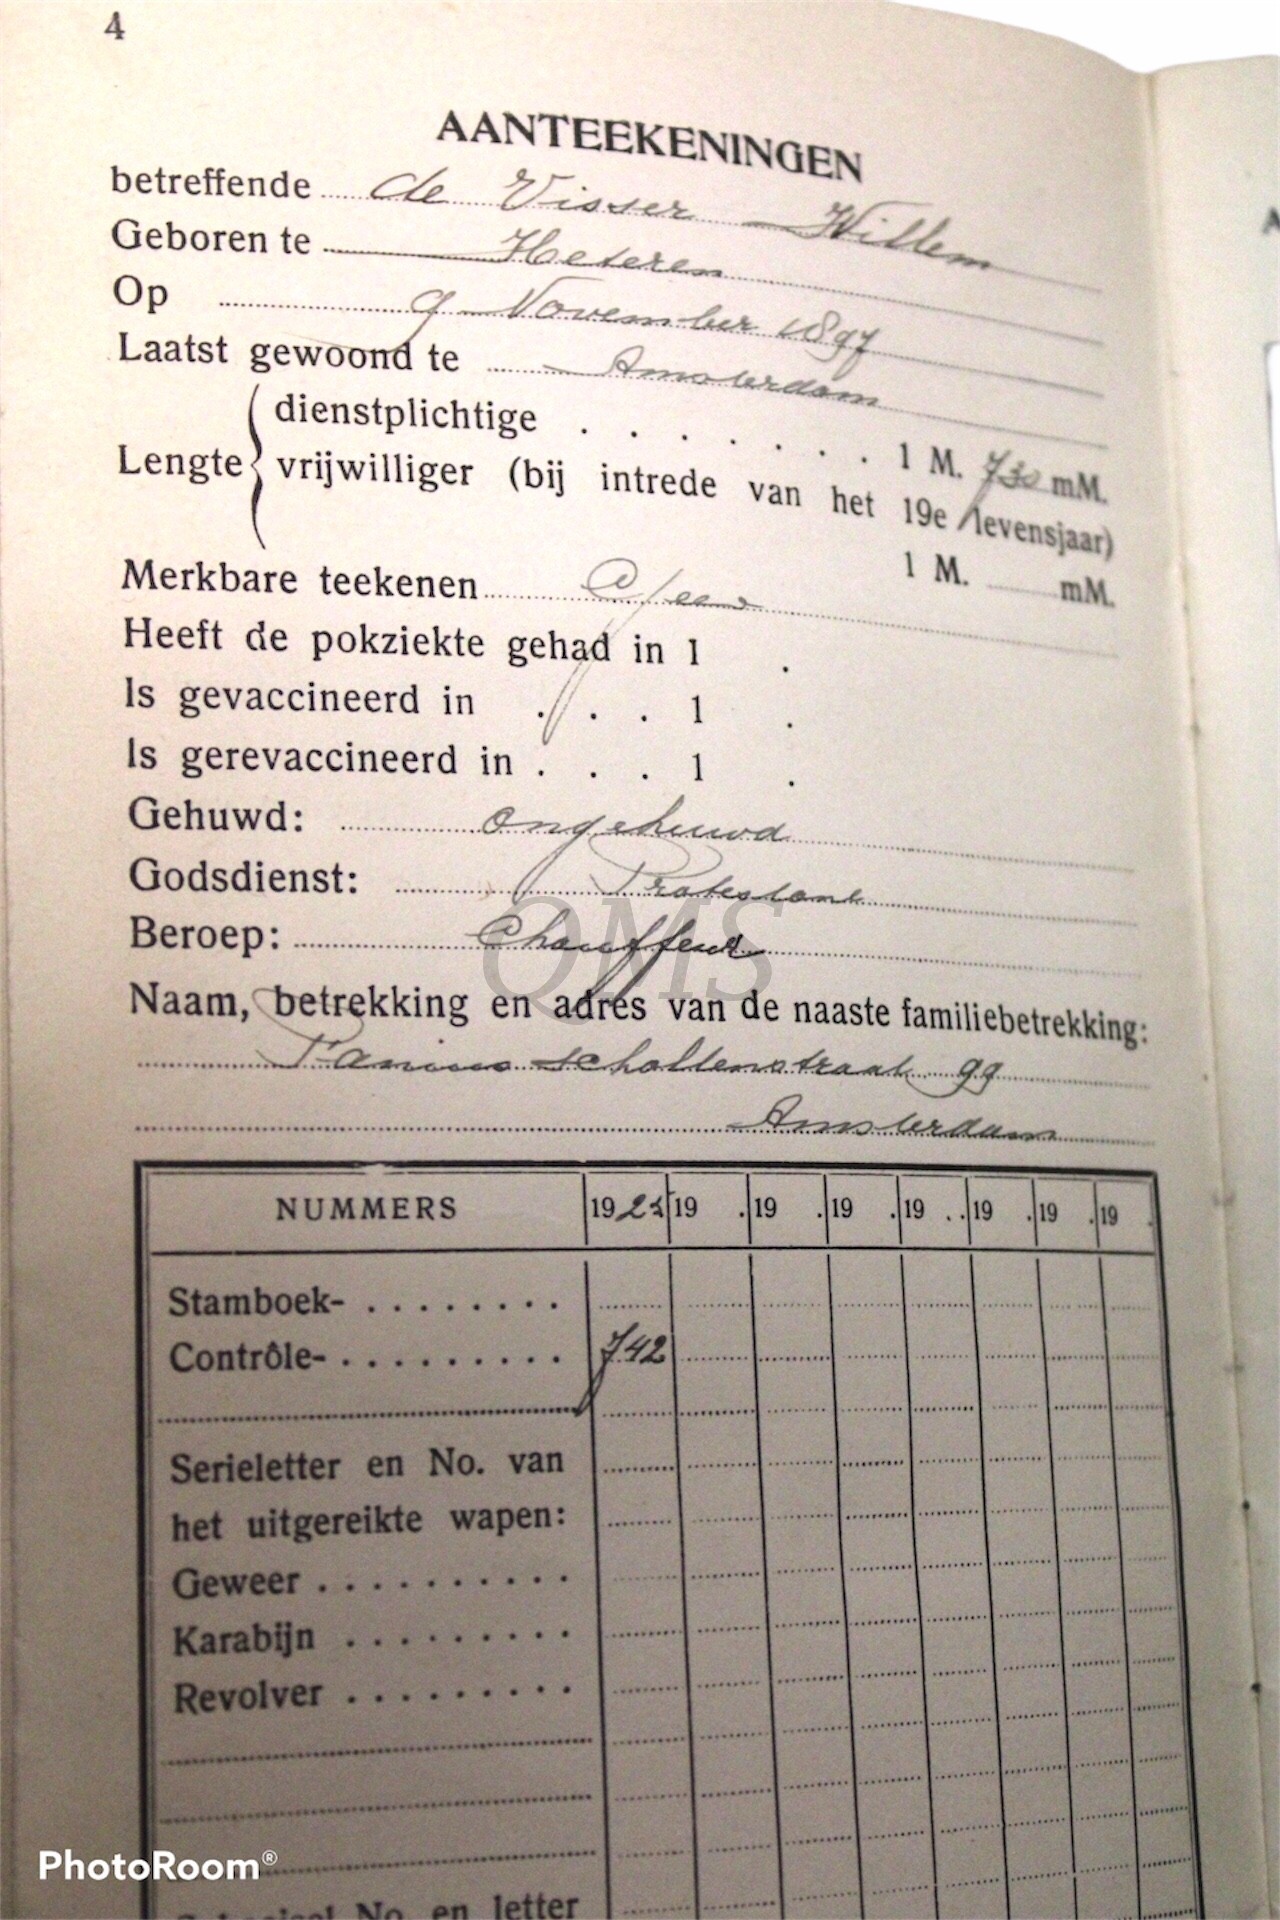 4
AANTEEKENINGEN
betreffende de Visser Willem
Geboren te Heteren
Op 9 November 1897
Laatst gewoond te Amsterdam
dienstplichtige . . . . . . 1 M. 730 mM.
Lengte vrijwilliger (bij intrede van het 19e levensjaar)
1 M. mM.
Merkbare teekenen
Heeft de pokziekte gehad in 1 .
Is gevaccineerd in . . . 1 .
Is gerevaccineerd in . . . 1 .
Gehuwd: ongehuwd
Godsdienst: Protestant
Beroep: Chauffeur
QMS
Naam, betrekking en adres van de naaste familiebetrekking:
Scholtenstraat 99
Amsterdam
NUMMERS 19 19 . 19 . 19 . 19 . . 19 . 19 . 19 .
Stamboek- . . . . . . . .
Contrôle- . . . . . . . . . 742
Serieletter en No. van
het uitgereikte wapen:
Geweer . . . . . . . . . .
Karabijn . . . . . . . . .
Revolver . . . . . . . . .
No. en letter
PhotoRoom®